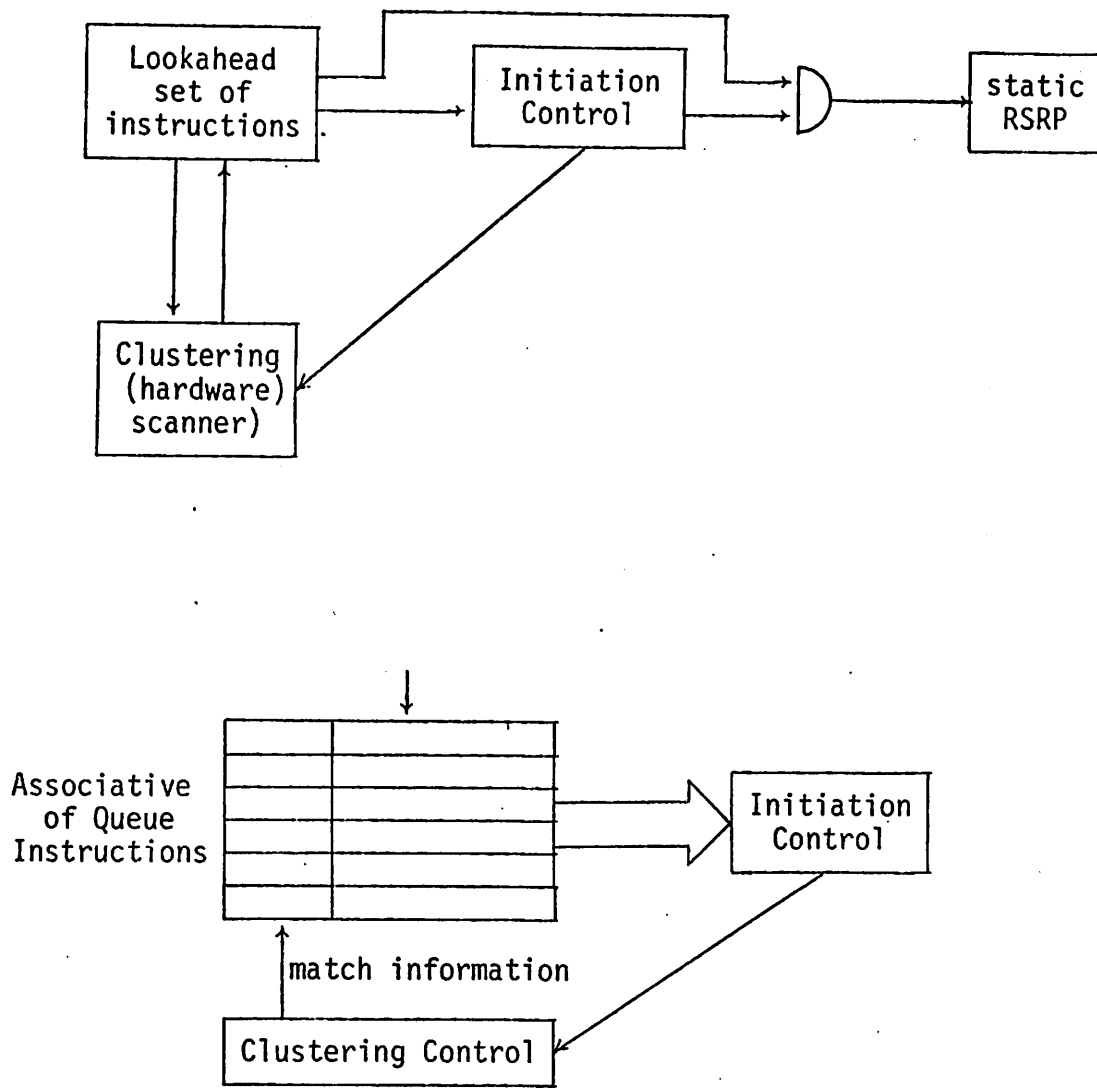 Lookahead
set of
instructions
Initiation
Control
static
RSRP
Clustering
(hardware)
scanner)
Associative
of Queue
Instructions
Initiation
Control
match information
Clustering Control